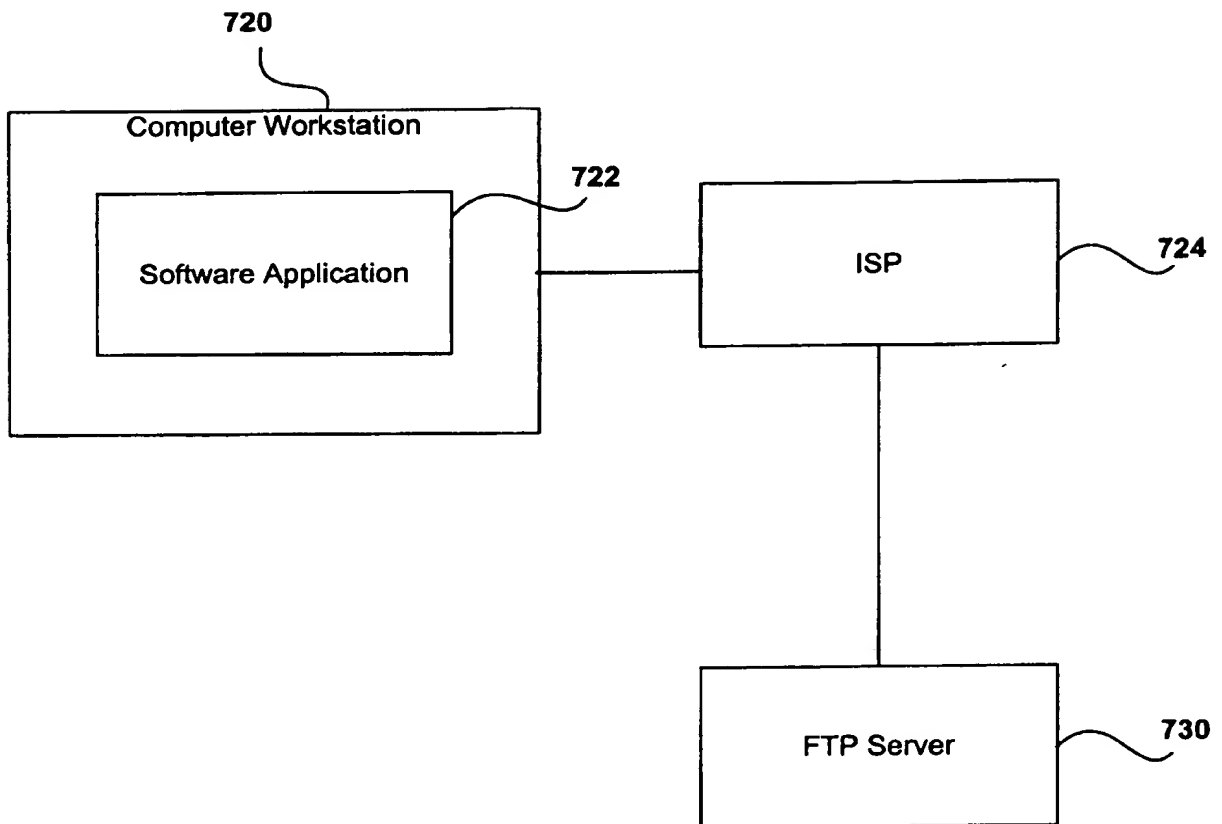 720
Computer Workstation
722
Software Application
ISP
724
FTP Server
730